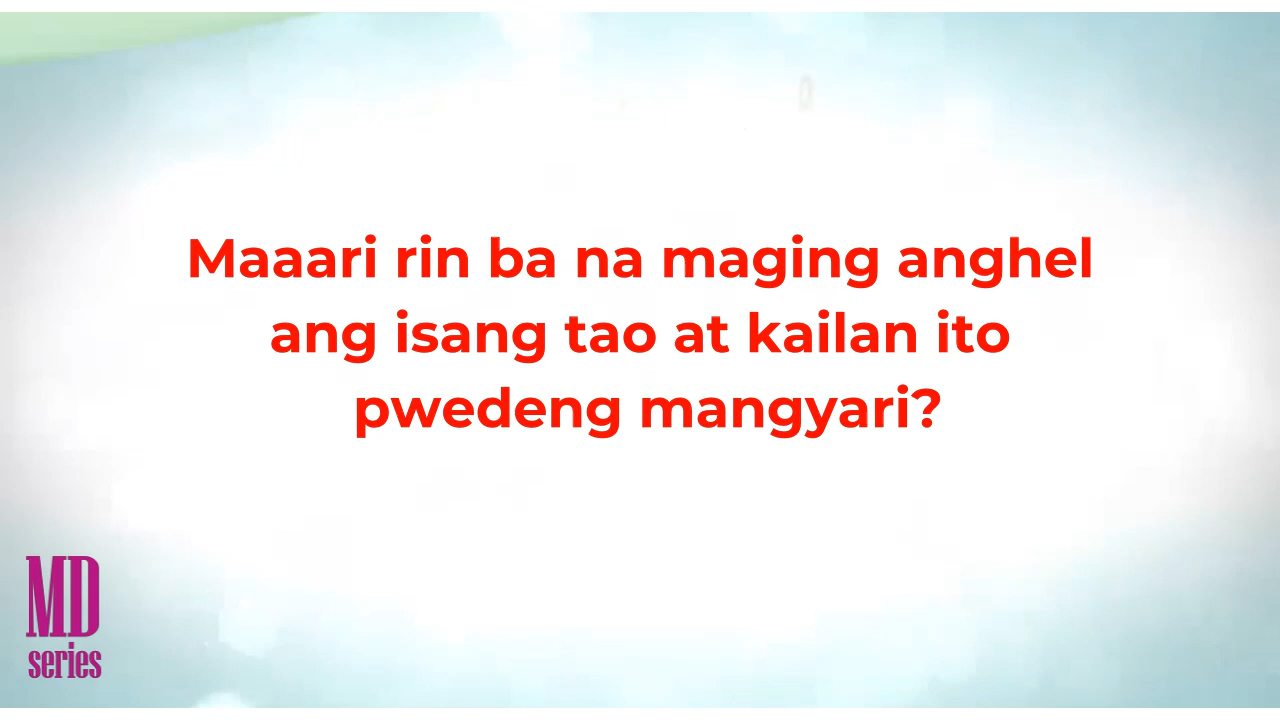 Maaari rin ba na maging anghel
ang isang tao at kailan ito
pwedeng mangyari?
MD
series